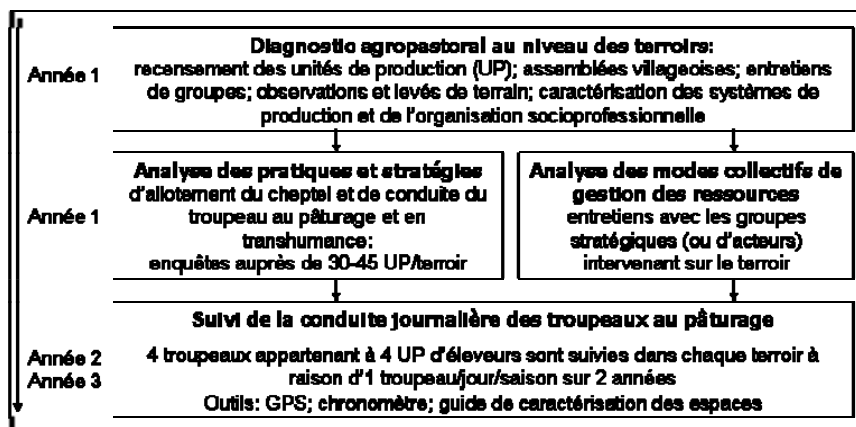 Diagnostic agropastoral au niveau des terroirs:
Année 1
recensement des unités de production (UP); assemblées villageoises; entretiens
de groupes; observations et levés de terrain; caractérisation des systèmes de
production et de l'organisation socioprofessionnelle
Année 1
Analyse des pratiques et stratégies
d'allotement du cheptel et de conduite du
troupeau au pâturage et en
transhumance:
enquêtes auprès de 30-45 UP/terroir
Analyse des modes collectifs de
gestion des ressources
entretiens avec les groupes
stratégiques (ou d'acteurs)
intervenant sur le terroir
Suivi de la conduite journalière des troupeaux au pâturage
Année 2
Année 3
4 troupeaux appartenant à 4 UP d'éleveurs sont suivies dans chaque terroir à
raison d'1 troupeau/jour/saison sur 2 années
Outils: GPS; chronomètre; guide de caractérisation des espaces